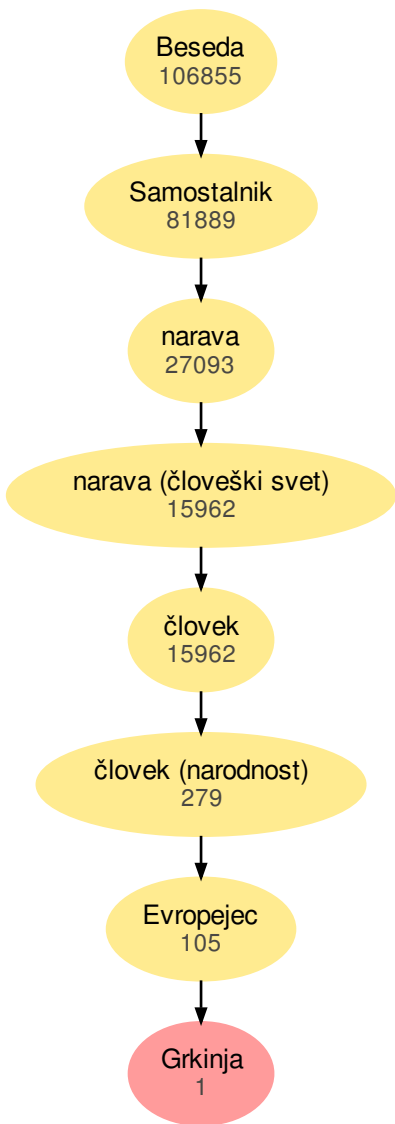 Beseda
106855
Samostalnik
81889
narava
27093
narava (človeški svet)
15962
človek
15962
človek (narodnost)
279
Evropejec
105
Grkinja
1